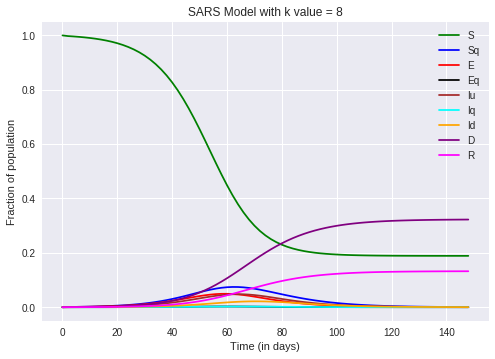 SARS Model with k value = 8
1.0
0.8
0.6
0.4
0.2
0.0
Fraction of population
S
Sq
E
Eq
Iu
Iq
Id
D
R
0 20 40 60 80 100 120 140
Time (in days)